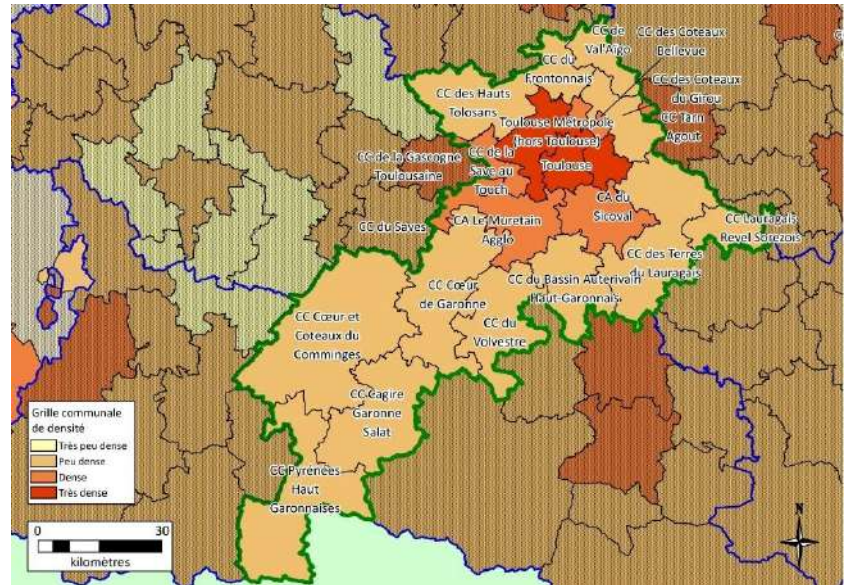 CC de
Val'Aïgo
CC des Coteaux
Bellevue
CC du
Frontonnais
CC des Hauts
Tolosans
CC des Coteaux
du Girou
Toulouse Métropole
(hors Toulouse)
CC Tarn
Agout
CC de la Gascogne
Toulousaine
CC de la
Save au
Touch
Toulouse
CC du Saves
CA Le Muretain
Agglo
CA du
Sicoval
CC Lauragais
Revel Sorezois
CC des Terres
du Lauragais
CC Cœur
de Garonne
CC du Bassin Auterivain
Haut-Garonnais
CC Cœur et
Coteaux du
Comminges
CC du
Volvestre
CC Cagire
Garonne
Salat
CC Pyrénées
Haut
Garonnaises
Grille communale
de densité
Très peu dense
Peu dense
Dense
Très dense
0 30
kilomètres
N